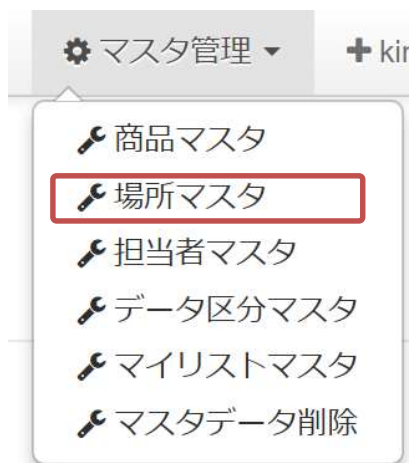 マスタ管理
商品マスタ
場所マスタ
担当者マスタ
データ区分マスタ
マイリストマスタ
マスタデータ削除